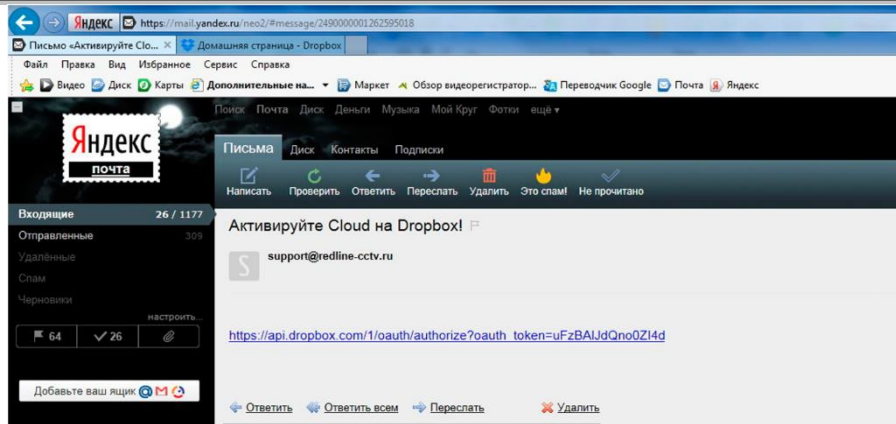 Яндекс https://mail.yandex.ru/neo2/#message/2490000001262595018
Письмо «Активируйте Clo... × Домашняя страница - Dropbox
Файл Правка Вид Избранное Сервис Справка
Видео Диск Карты Дополнительные на... Маркет Обзор видеорегистратор... Переводчик Google Почта Яндекс
Поиск Почта Диск Деньги Музыка Мой Круг Фотки ещё
Яндекс
почта
Письма Диск Контакты Подписки
Написать Проверить Ответить Переслать Удалить Это спам! Не прочитано
Входящие 26 / 1177
Отправленные 309
Удалённые
Спам
Черновики
настроить...
64 26
Добавьте ваш ящик
Активируйте Cloud на Dropbox!
S support@redline-cctv.ru
https://api.dropbox.com/1/oauth/authorize?oauth_token=uFzBAIJdQno0ZI4d
Ответить Ответить всем Переслать Удалить